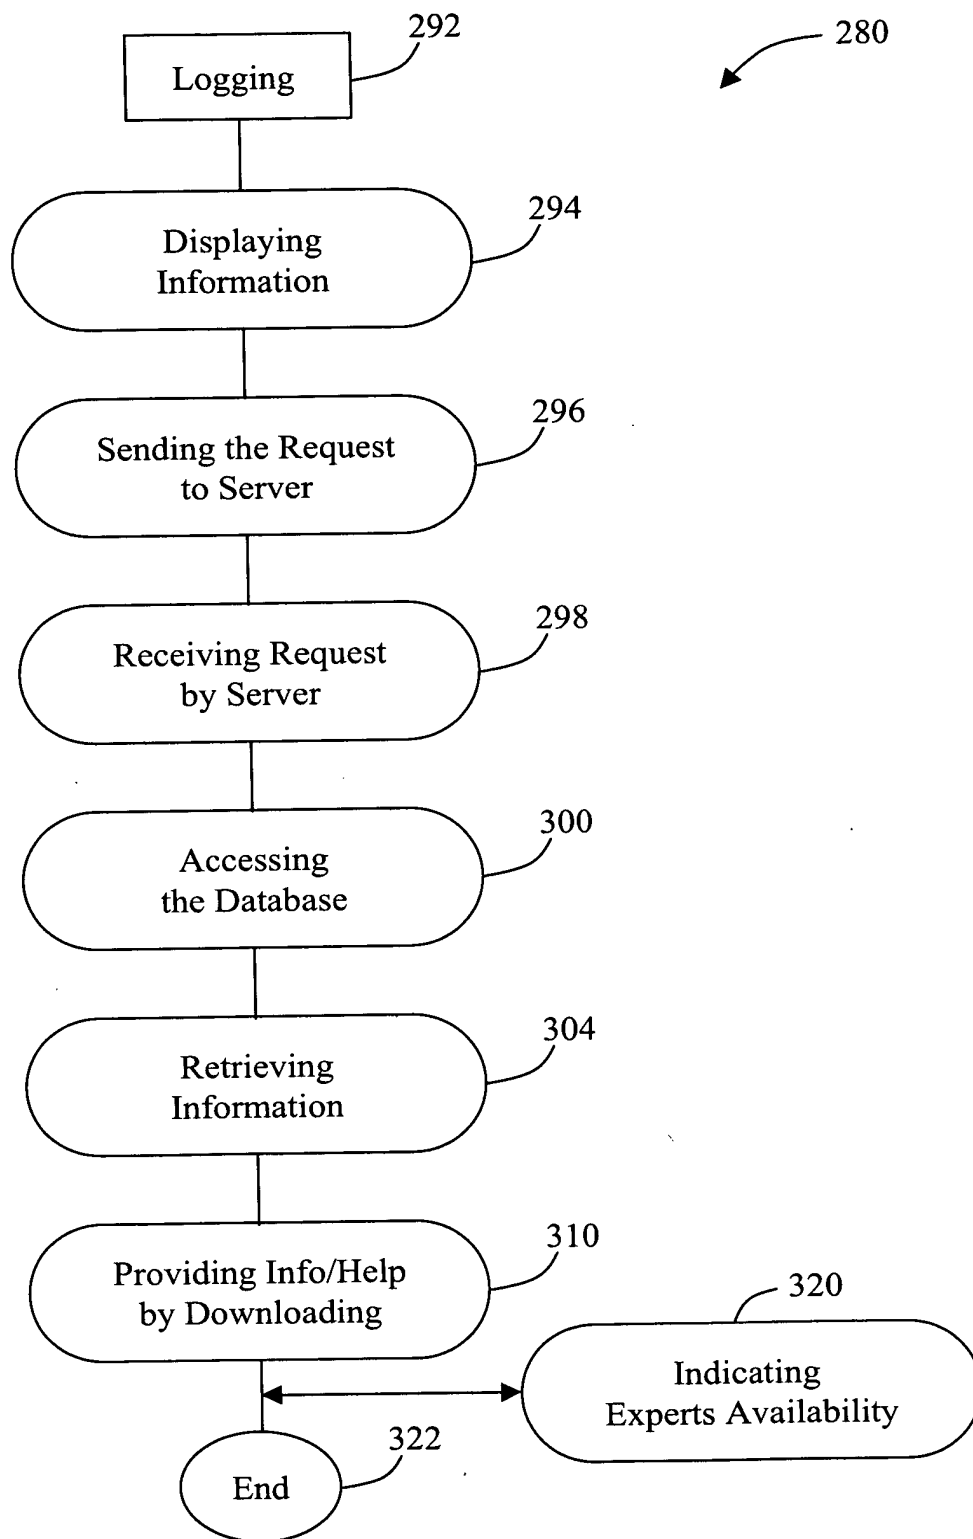 292
280
Logging
294
Displaying
Information
296
Sending the Request
to Server
298
Receiving Request
by Server
300
Accessing
the Database
304
Retrieving
Information
310
Providing Info/Help
by Downloading
320
Indicating
Experts Availability
322
End